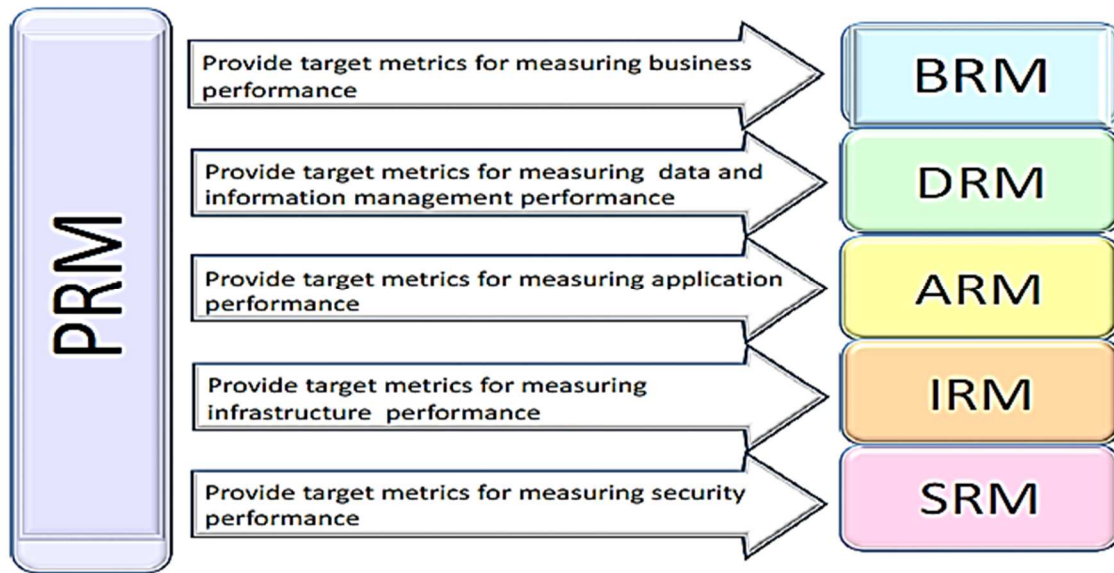 PRM
Provide target metrics for measuring business
performance
BRM
Provide target metrics for measuring data and
information management performance
DRM
Provide target metrics for measuring application
performance
ARM
Provide target metrics for measuring
infrastructure performance
IRM
Provide target metrics for measuring security
performance
SRM